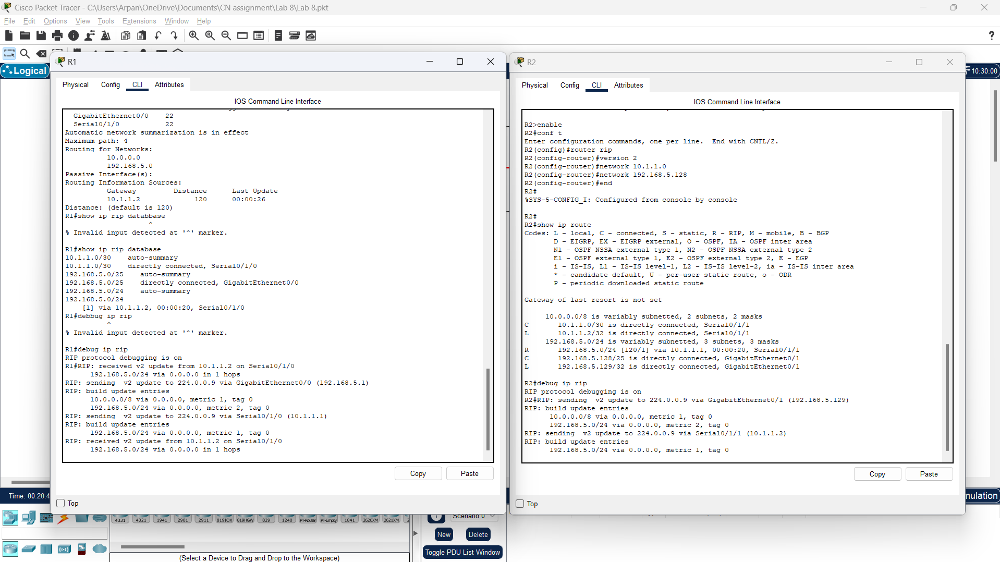 Cisco Packet Tracer - C:\Users\Arpan\OneDrive\Documents\CN assignment\Lab 8\Lab 8.pkt
File Edit Options View Tools Extensions Window Help
?
Logical
10:30:00
R1
Physical Config CLI Attributes
IOS Command Line Interface
GigabitEthernet0/0 22
Serial0/1/0 22
Automatic network summarization is in effect
Maximum path: 4
Routing for Networks:
10.0.0.0
192.168.5.0
Passive Interface(s):
Routing Information Sources:
Gateway Distance Last Update
10.1.1.2 120 00:00:26
Distance: (default is 120)
R1#show ip rip databbase
^
% Invalid input detected at '^' marker.
R1#show ip rip database
10.1.1.0/30 auto-summary
10.1.1.0/30 directly connected, Serial0/1/0
192.168.5.0/25 auto-summary
192.168.5.0/25 directly connected, GigabitEthernet0/0
192.168.5.0/24 auto-summary
192.168.5.0/24
[1] via 10.1.1.2, 00:00:20, Serial0/1/0
R1#debbug ip rip
^
% Invalid input detected at '^' marker.
R1#debug ip rip
RIP protocol debugging is on
R1#RIP: received v2 update from 10.1.1.2 on Serial0/1/0
192.168.5.0/24 via 0.0.0.0 in 1 hops
RIP: sending v2 update to 224.0.0.9 via GigabitEthernet0/0 (192.168.5.1)
RIP: build update entries
10.0.0.0/8 via 0.0.0.0, metric 1, tag 0
192.168.5.0/24 via 0.0.0.0, metric 2, tag 0
RIP: sending v2 update to 224.0.0.9 via Serial0/1/0 (10.1.1.1)
RIP: build update entries
192.168.5.0/24 via 0.0.0.0, metric 1, tag 0
RIP: received v2 update from 10.1.1.2 on Serial0/1/0
192.168.5.0/24 via 0.0.0.0 in 1 hops
Copy Paste
Top
R2
Physical Config CLI Attributes
IOS Command Line Interface
R2>enable
R2#conf t
Enter configuration commands, one per line. End with CNTL/Z.
R2(config)#router rip
R2(config-router)#version 2
R2(config-router)#network 10.1.1.0
R2(config-router)#network 192.168.5.128
R2(config-router)#end
R2#
%SYS-5-CONFIG_I: Configured from console by console
R2#
R2#show ip route
Codes: L - local, C - connected, S - static, R - RIP, M - mobile, B - BGP
D - EIGRP, EX - EIGRP external, O - OSPF, IA - OSPF inter area
N1 - OSPF NSSA external type 1, N2 - OSPF NSSA external type 2
E1 - OSPF external type 1, E2 - OSPF external type 2, E - EGP
i - IS-IS, L1 - IS-IS level-1, L2 - IS-IS level-2, ia - IS-IS inter area
* - candidate default, U - per-user static route, o - ODR
P - periodic downloaded static route
Gateway of last resort is not set
10.0.0.0/8 is variably subnetted, 2 subnets, 2 masks
C 10.1.1.0/30 is directly connected, Serial0/1/1
L 10.1.1.2/32 is directly connected, Serial0/1/1
192.168.5.0/24 is variably subnetted, 3 subnets, 3 masks
R 192.168.5.0/24 [120/1] via 10.1.1.1, 00:00:20, Serial0/1/1
C 192.168.5.128/25 is directly connected, GigabitEthernet0/1
L 192.168.5.129/32 is directly connected, GigabitEthernet0/1
R2#debug ip rip
RIP protocol debugging is on
R2#RIP: sending v2 update to 224.0.0.9 via GigabitEthernet0/1 (192.168.5.129)
RIP: build update entries
10.0.0.0/8 via 0.0.0.0, metric 1, tag 0
192.168.5.0/24 via 0.0.0.0, metric 2, tag 0
RIP: sending v2 update to 224.0.0.9 via Serial0/1/1 (10.1.1.2)
RIP: build update entries
192.168.5.0/24 via 0.0.0.0, metric 1, tag 0
Copy Paste
Top
Time: 00:20:4
mulation
4331 4321 1941 2901 2911 819IOX 819HGW 829 1240 PT-Router PT-Empty 1841 2620XM 2621XM 2
Scenario 0
New Delete
Toggle PDU List Window
(Select a Device to Drag and Drop to the Workspace)